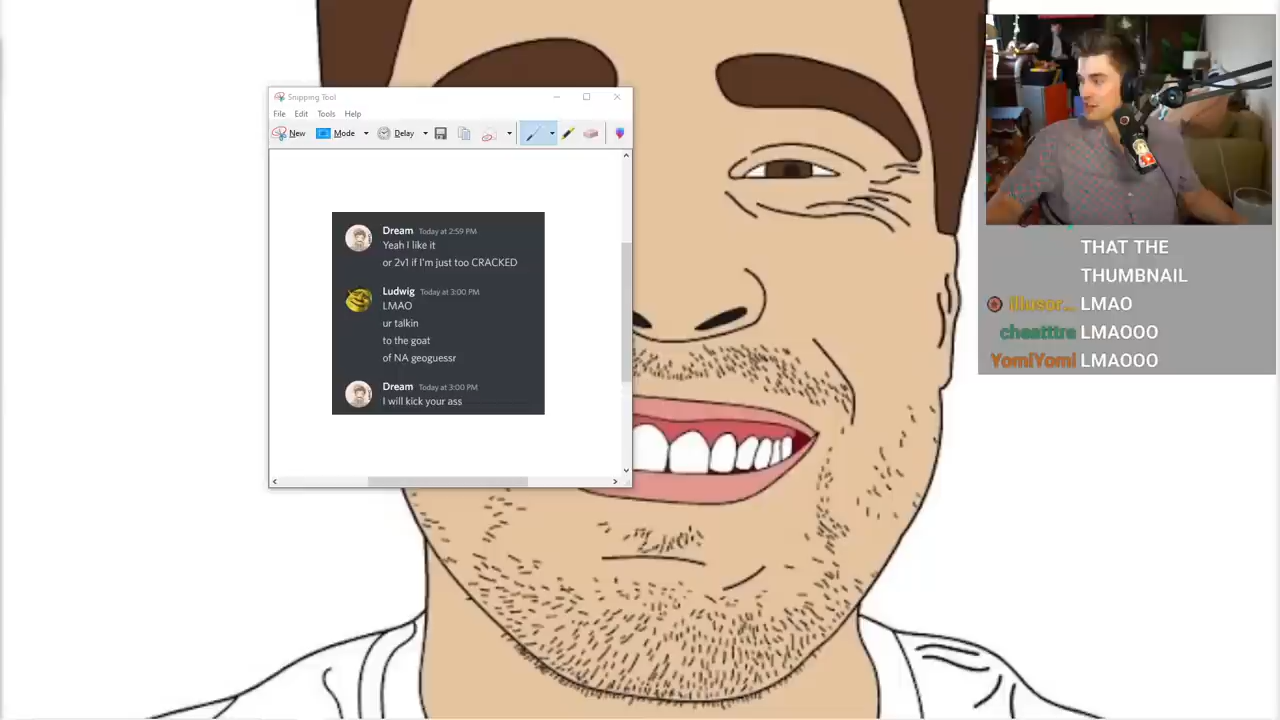 Snipping Tool
File Edit Tools Help
New Mode Delay
Dream Today at 2:59 PM
Yeah I like it
or 2v1 if I'm just too CRACKED
Ludwig Today at 3:00 PM
LMAO
ur talkin
to the goat
of NA geoguessr
Dream Today at 3:00 PM
I will kick your ass
THAT THE
THUMBNAIL
Illusor... LMAO
cheatttre LMAOOO
YomiYomi LMAOOO